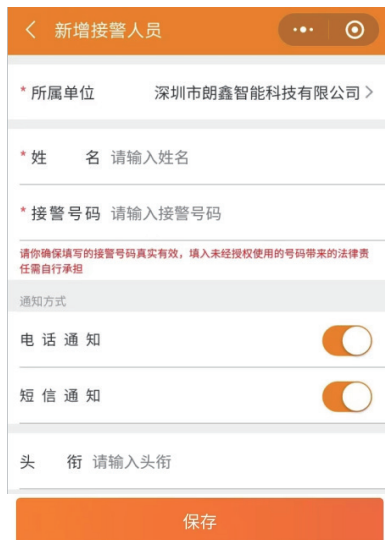 新增接警人员
* 所属单位 深圳市朗鑫智能科技有限公司 >
* 姓 名 请输入姓名
* 接警号码 请输入接警号码
请你确保填写的接警号码真实有效，填入未经授权使用的号码带来的法律责
任需自行承担
通知方式
电话通知
短信通知
头 衔 请输入头衔
保存